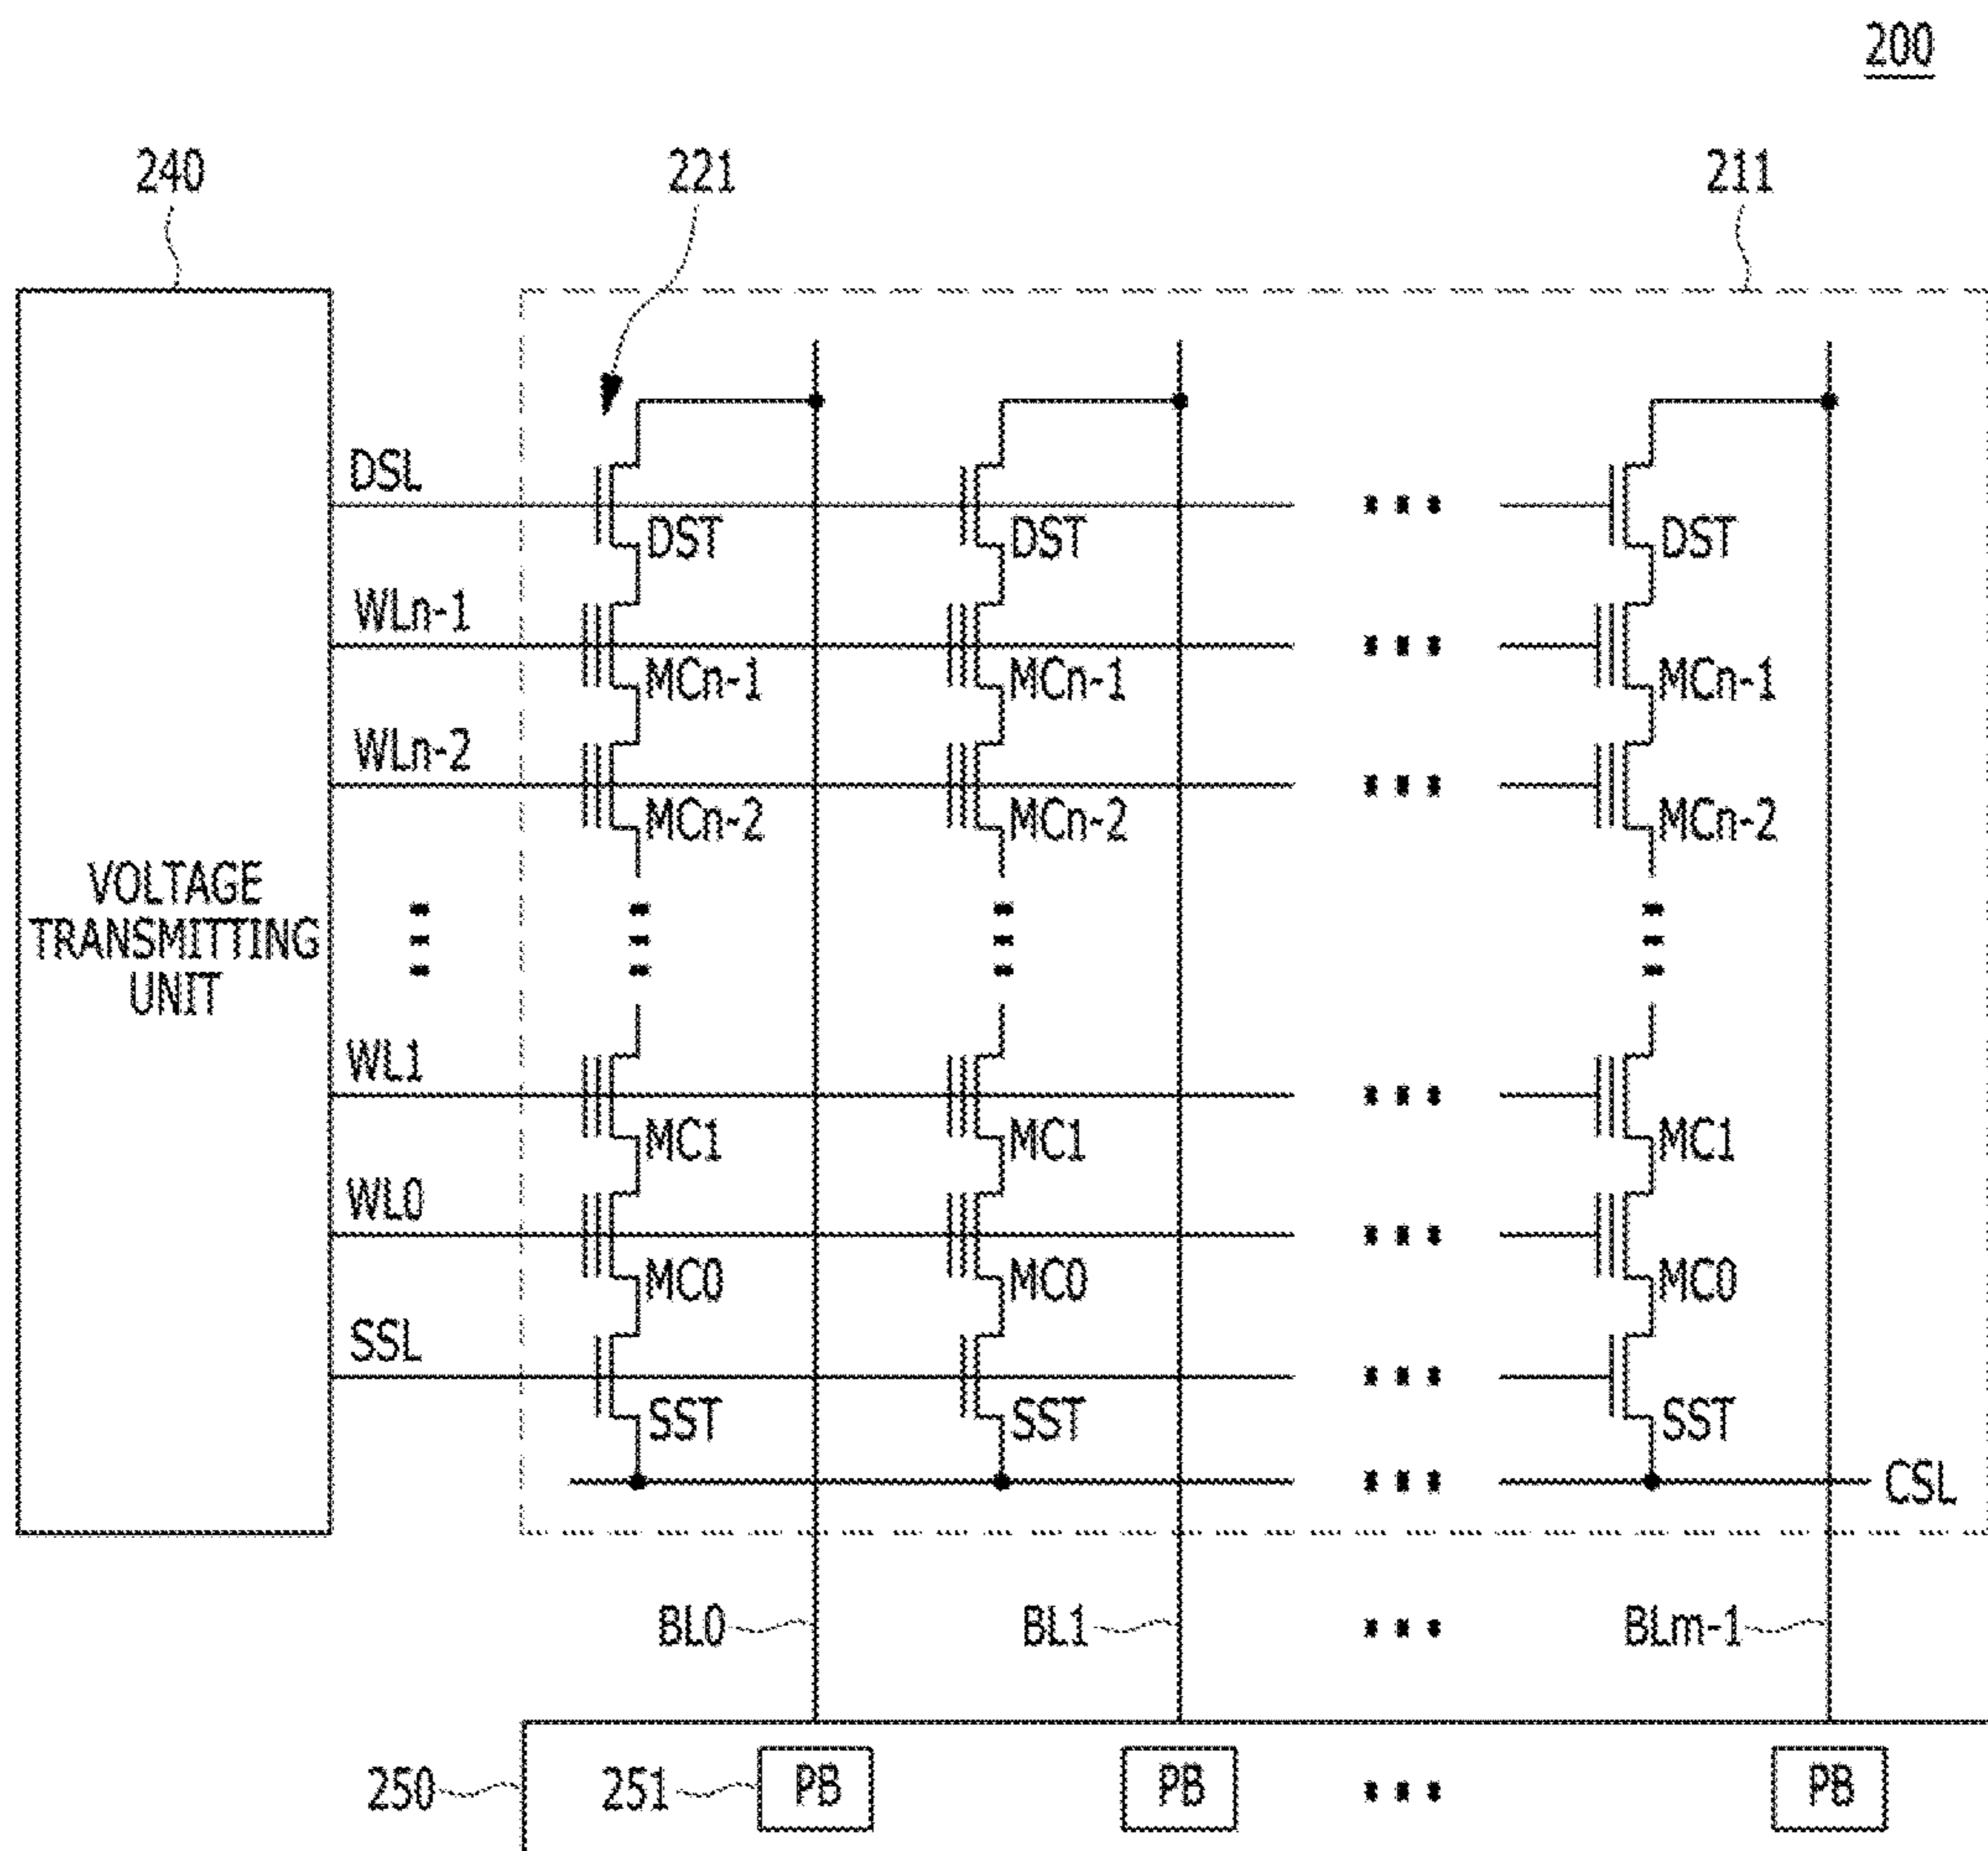 200
240 221 211
DSL
DST DST DST
WLn-1
MCn-1 MCn-1 MCn-1
WLn-2
MCn-2 MCn-2 MCn-2
VOLTAGE
TRANSMITTING
UNIT
WL1
MC1 MC1 MC1
WL0
MC0 MC0 MC0
SSL
SST SST SST
CSL
BL0 BL1 BLm-1
250 251 PB PB PB